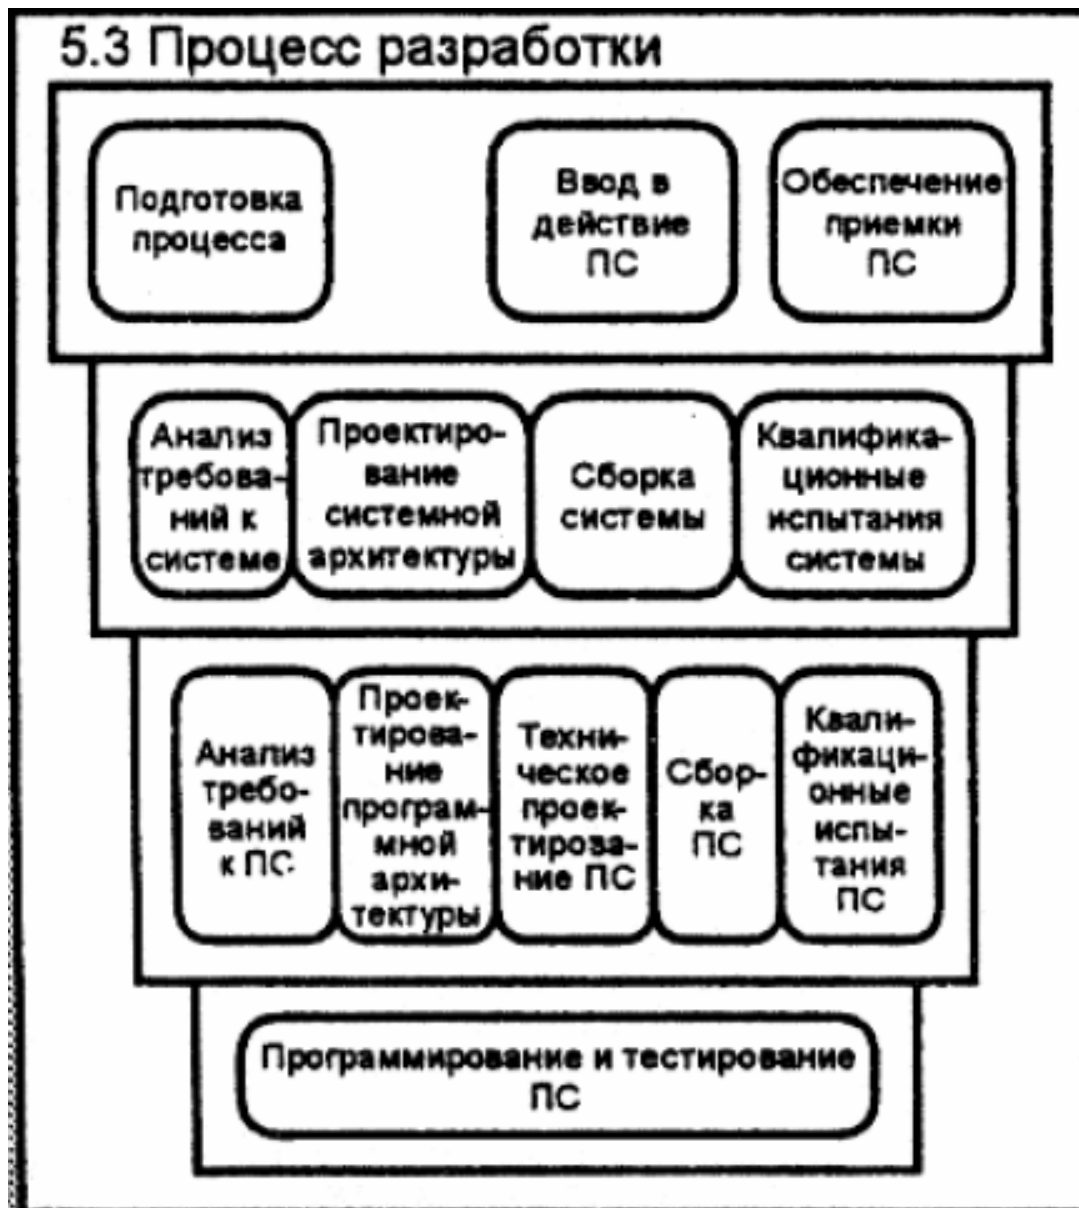 5.3 Процесс разработки
Подготовка
процесса
Ввод в
действие
ПС
Обеспечение
приемки
ПС
Анализ
требова-
ний к
системе
Проектиро-
вание
системной
архитектуры
Сборка
системы
Квалифика-
ционные
испытания
системы
Анализ
требо-
ваний
к ПС
Проек-
тирова-
ние
програм-
мной
архи-
тектуры
Техни-
ческое
проек-
тирова-
ние ПС
Сбор-
ка
ПС
Квали-
фикаци-
онные
испы-
тания
ПС
Программирование и тестирование
ПС